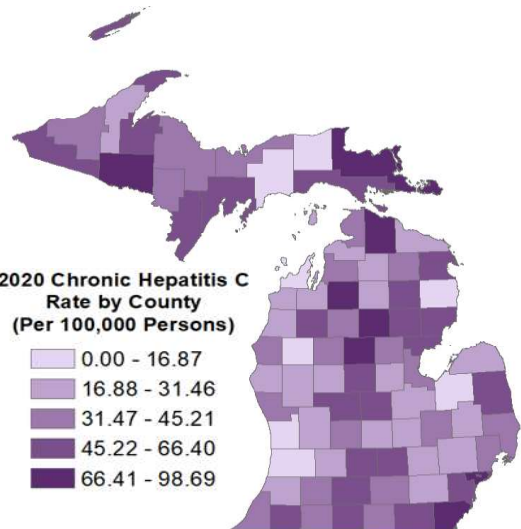 2020 Chronic Hepatitis C
Rate by County
(Per 100,000 Persons)
0.00 - 16.87
16.88 - 31.46
31.47 - 45.21
45.22 - 66.40
66.41 - 98.69